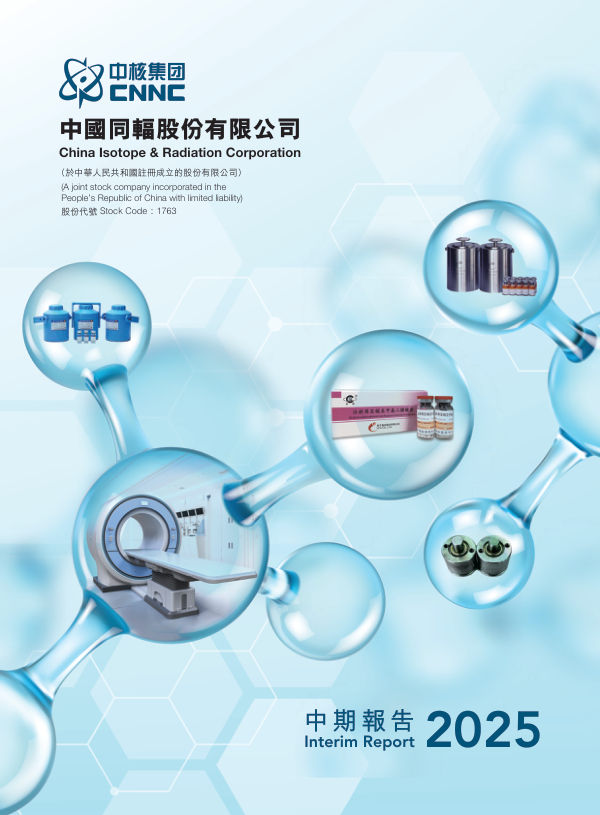 中核集团
CNNC
中國同輻股份有限公司
China Isotope & Radiation Corporation
（於中華人民共和國註冊成立的股份有限公司）
(A joint stock company incorporated in the
People's Republic of China with limited liability)
股份代號 Stock Code：1763
中期報告
Interim Report 2025